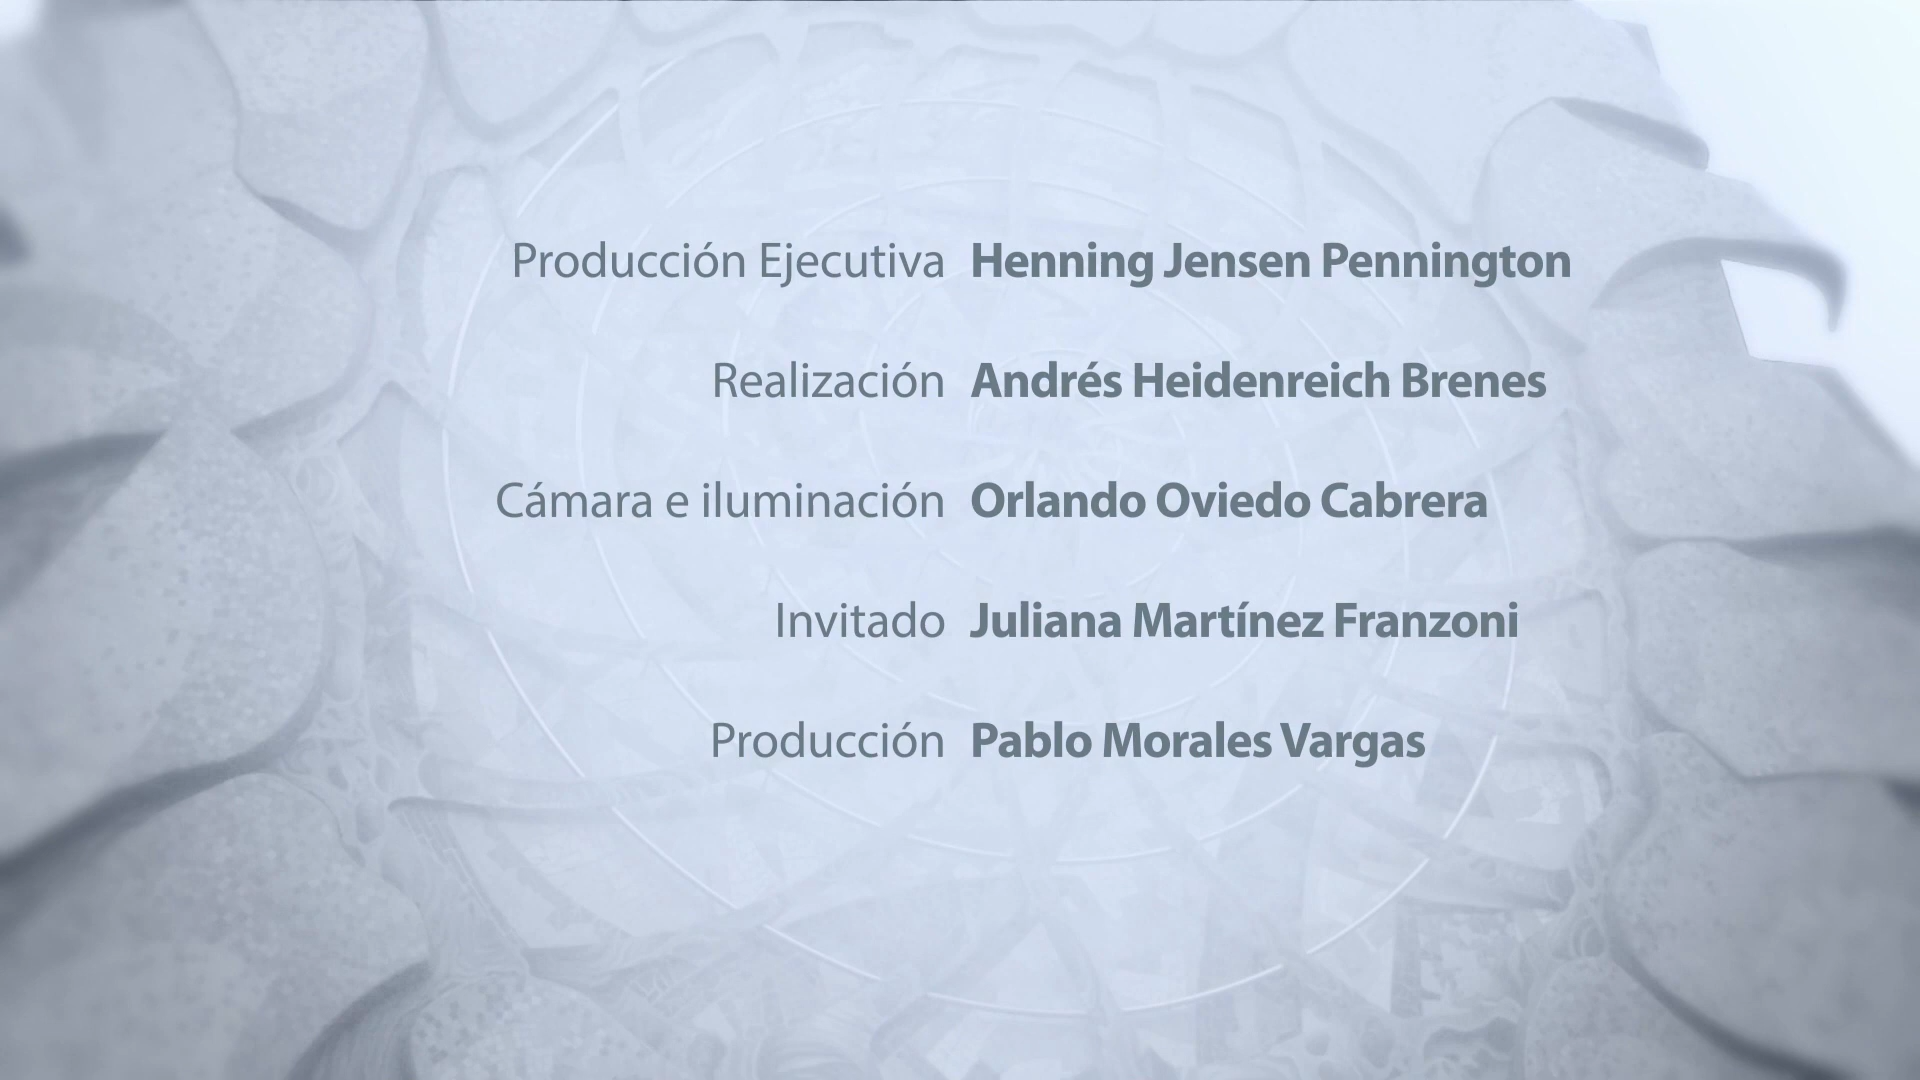 Producción Ejecutiva Henning Jensen Pennington
Realización Andrés Heidenreich Brenes
Cámara e iluminación Orlando Oviedo Cabrera
Invitado Juliana Martínez Franzoni
Producción Pablo Morales Vargas